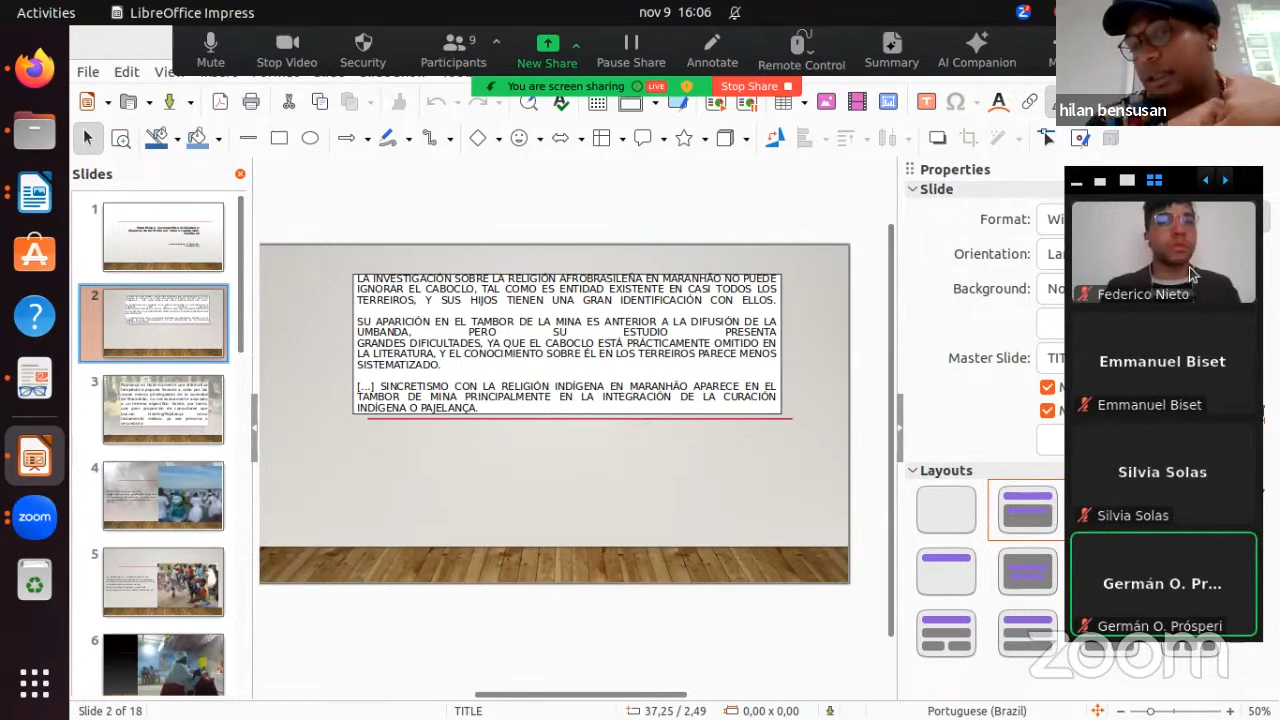 Activities
LibreOffice Impress
nov 9 16:06
Mute
Stop Video
Security
Participants
9
New Share
Pause Share
Annotate
Remote Control
Summary
AI Companion
You are screen sharing
LIVE
Stop Share
hilan bensusan
File
Edit
Slides
1
2
3
4
5
6
LA INVESTIGACIÓN SOBRE LA RELIGIÓN AFROBRASILEÑA EN MARANHÃO NO PUEDE
IGNORAR EL CABOCLO, TAL COMO ES ENTIDAD EXISTENTE EN CASI TODOS LOS
TERREIROS, Y SUS HIJOS TIENEN UNA GRAN IDENTIFICACIÓN CON ELLOS.
SU APARICIÓN EN EL TAMBOR DE LA MINA ES ANTERIOR A LA DIFUSIÓN DE LA
UMBANDA, PERO SU ESTUDIO PRESENTA
GRANDES DIFICULTADES, YA QUE EL CABOCLO ESTÁ PRÁCTICAMENTE OMITIDO EN
LA LITERATURA, Y EL CONOCIMIENTO SOBRE ÉL EN LOS TERREIROS PARECE MENOS
SISTEMATIZADO.
[...] SINCRETISMO CON LA RELIGIÓN INDÍGENA EN MARANHÃO APARECE EN EL
TAMBOR DE MINA PRINCIPALMENTE EN LA INTEGRACIÓN DE LA CURACIÓN
INDÍGENA O PAJELANÇA.
Properties
Slide
Format:
Orientation:
Background:
Master Slide:
Layouts
Federico Nieto
Emmanuel Biset
Emmanuel Biset
Silvia Solas
Silvia Solas
Germán O. Pr...
Germán O. Prósperi
zoom
zoom
Slide 2 of 18
TITLE
37,25 / 2,49
0,00 x 0,00
Portuguese (Brazil)
50%